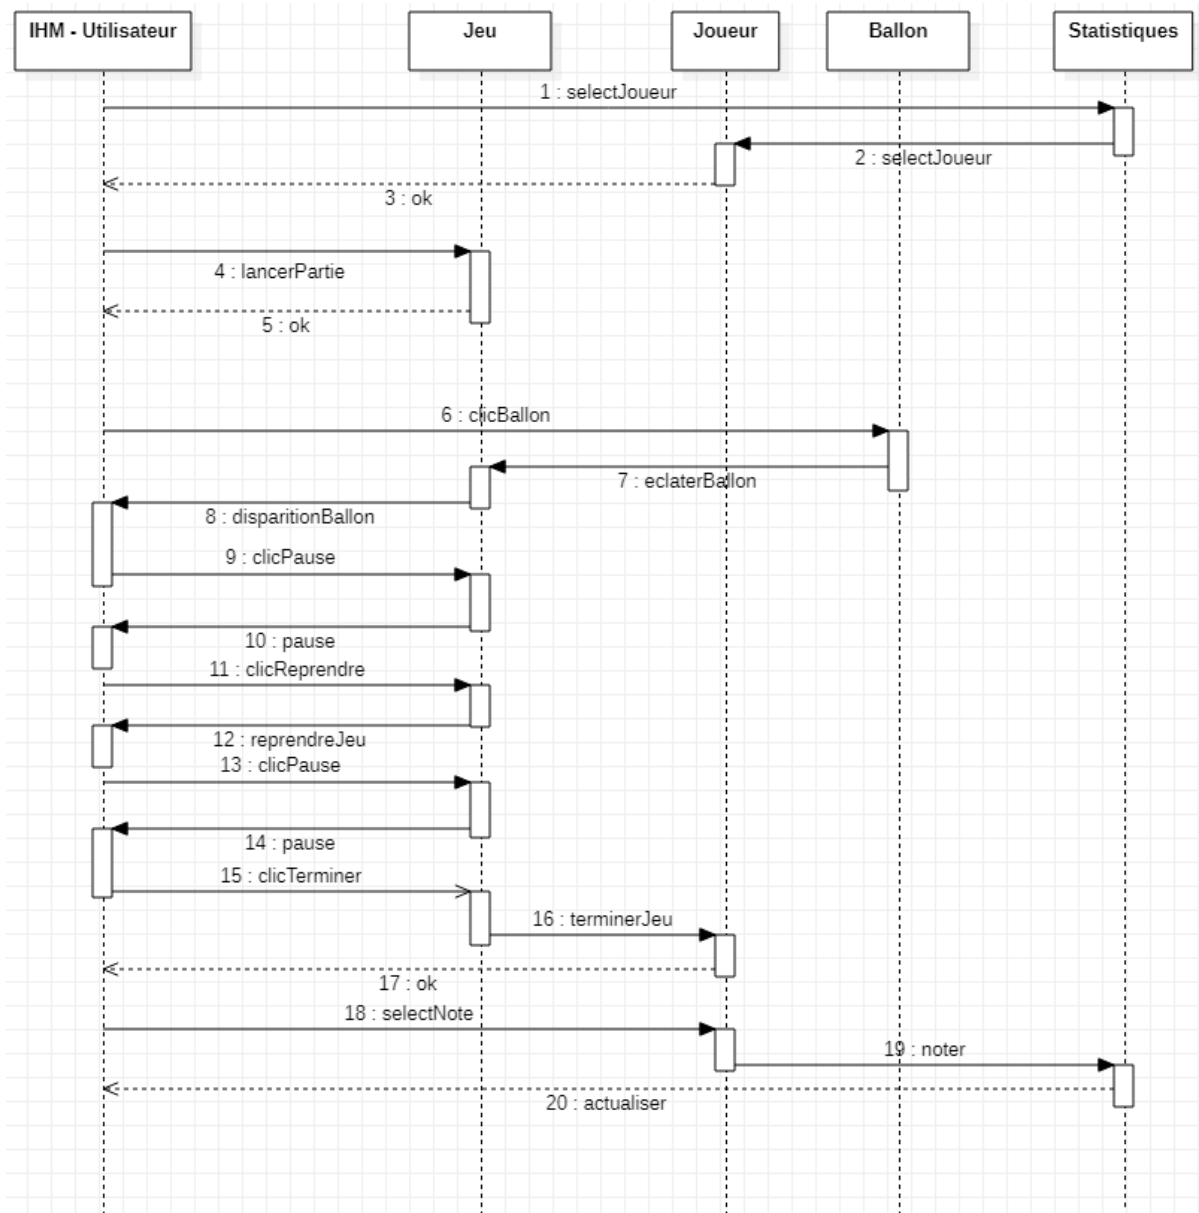 IHM - Utilisateur
Jeu
Joueur
Ballon
Statistiques
1 : selectJoueur
2 : selectJoueur
3 : ok
4 : lancerPartie
5 : ok
6 : clicBallon
7 : eclaterBallon
8 : disparitionBallon
9 : clicPause
10 : pause
11 : clicReprendre
12 : reprendreJeu
13 : clicPause
14 : pause
15 : clicTerminer
16 : terminerJeu
17 : ok
18 : selectNote
19 : noter
20 : actualiser